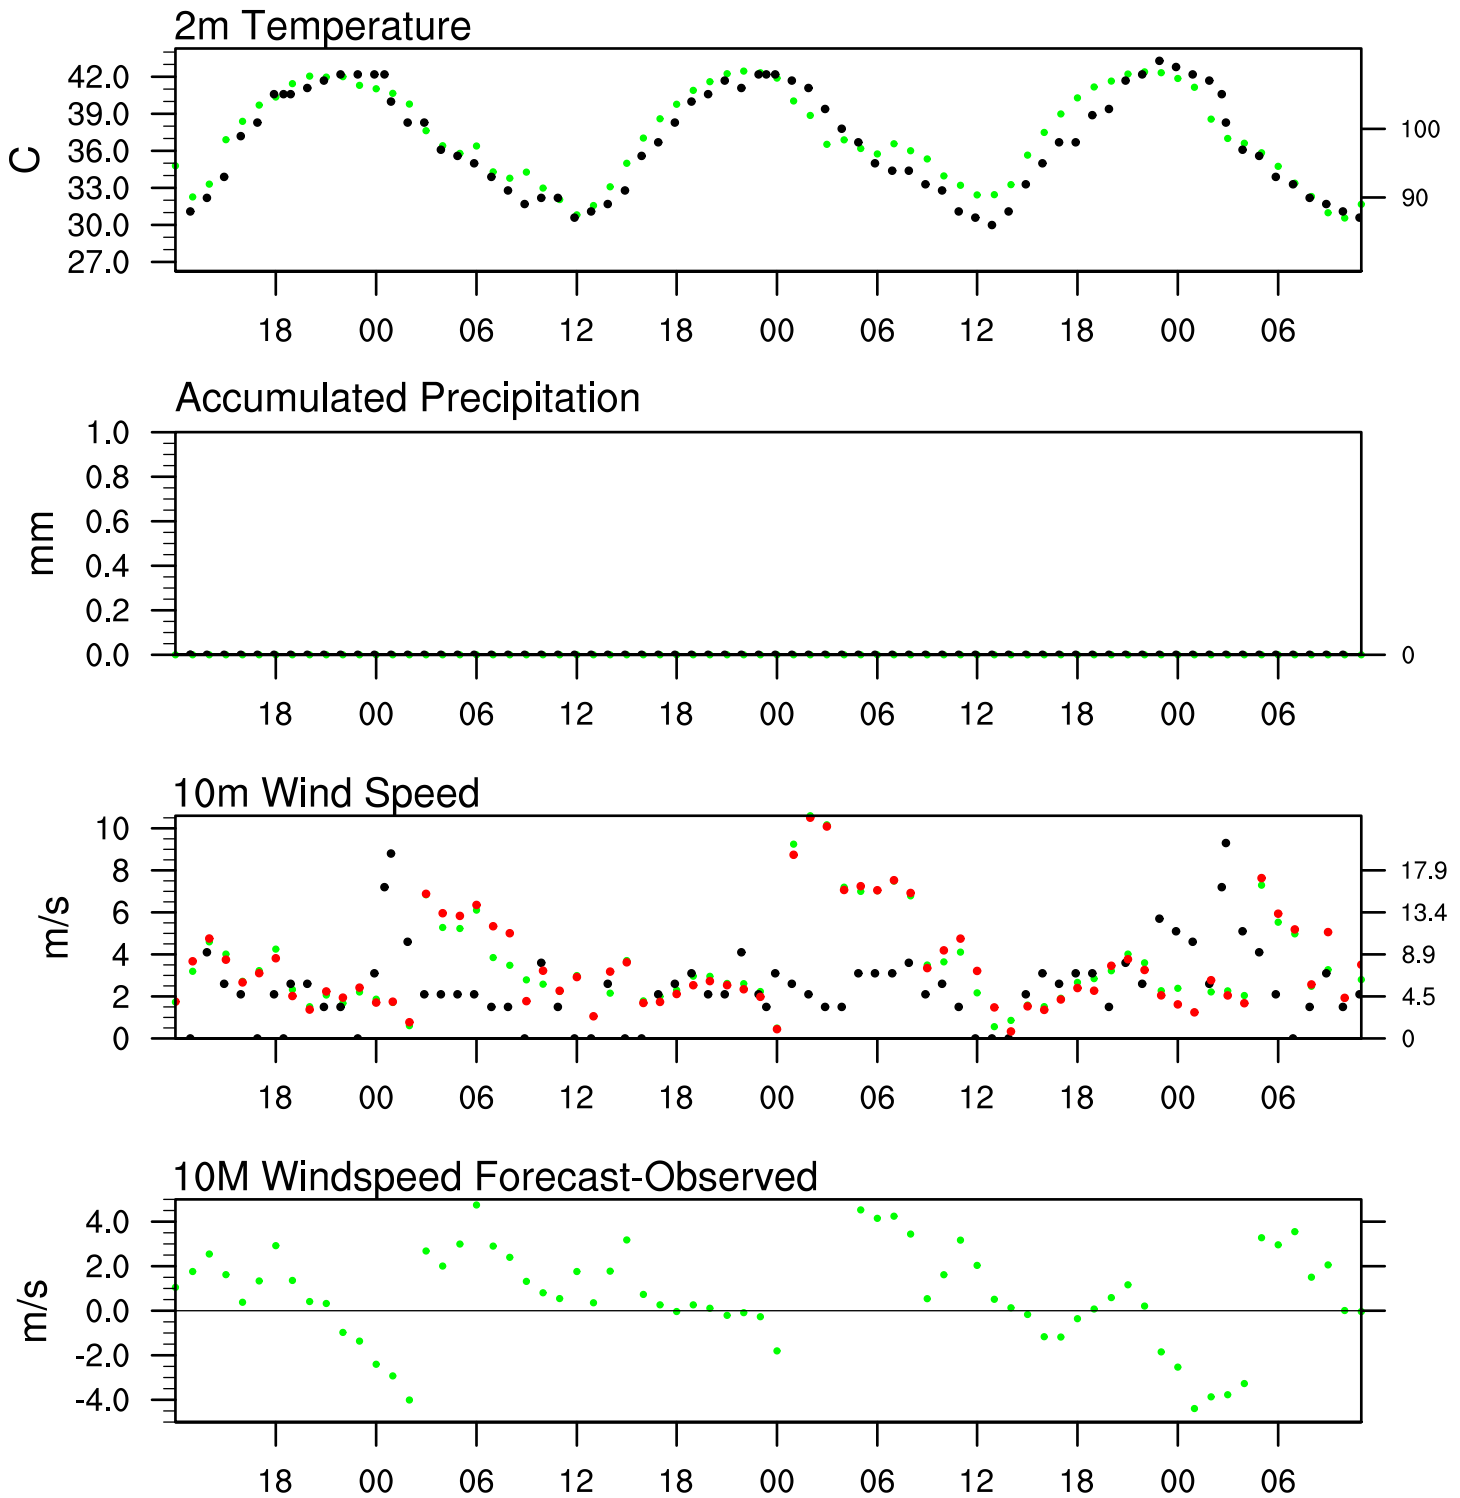 2m Temperature
C
42.0
39.0
36.0
33.0
30.0
27.0
100
90
18 00 06 12 18 00 06 12 18 00 06
Accumulated Precipitation
mm
1.0
0.8
0.6
0.4
0.2
0.0
0
18 00 06 12 18 00 06 12 18 00 06
10m Wind Speed
m/s
10
8
6
4
2
0
17.9
13.4
8.9
4.5
0
18 00 06 12 18 00 06 12 18 00 06
10M Windspeed Forecast-Observed
m/s
4.0
2.0
0.0
-2.0
-4.0
18 00 06 12 18 00 06 12 18 00 06